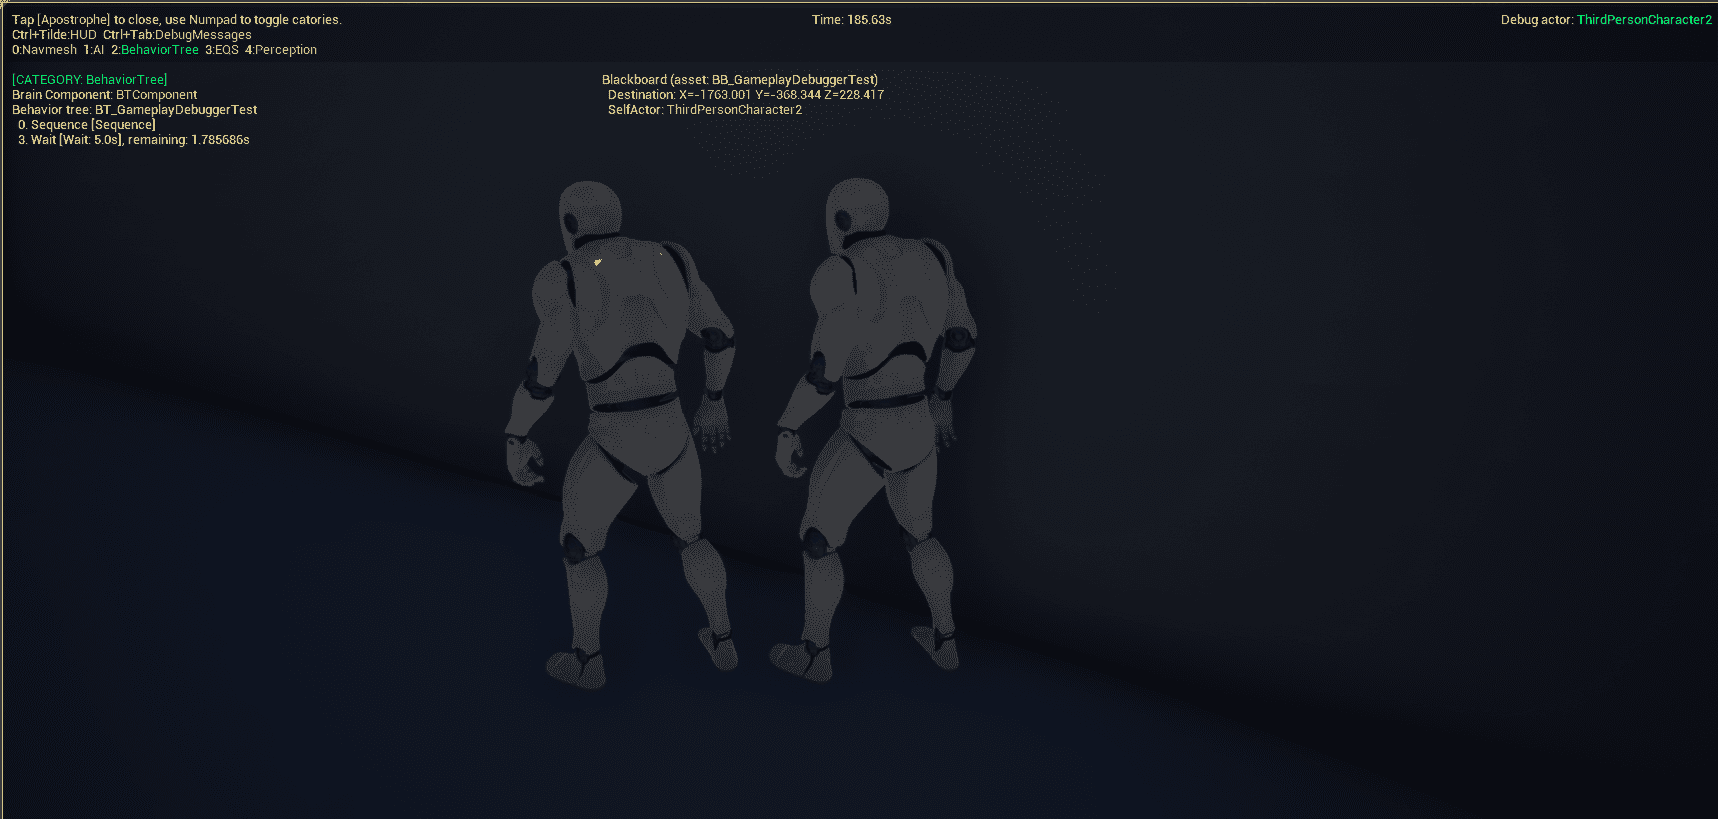 Tap [Apostrophe] to close, use Numpad to toggle catories.
Time: 185.63s
Debug actor: ThirdPersonCharacter2
Ctrl+Tilde:HUD Ctrl+Tab:DebugMessages
0:Navmesh 1:AI 2:BehaviorTree 3:EQS 4:Perception
[CATEGORY: BehaviorTree]
Brain Component: BTComponent
Behavior tree: BT_GameplayDebuggerTest
0. Sequence [Sequence]
3. Wait [Wait: 5.0s], remaining: 1.785686s
Blackboard (asset: BB_GameplayDebuggerTest)
Destination: X=-1763.001 Y=-368.344 Z=228.417
SelfActor: ThirdPersonCharacter2